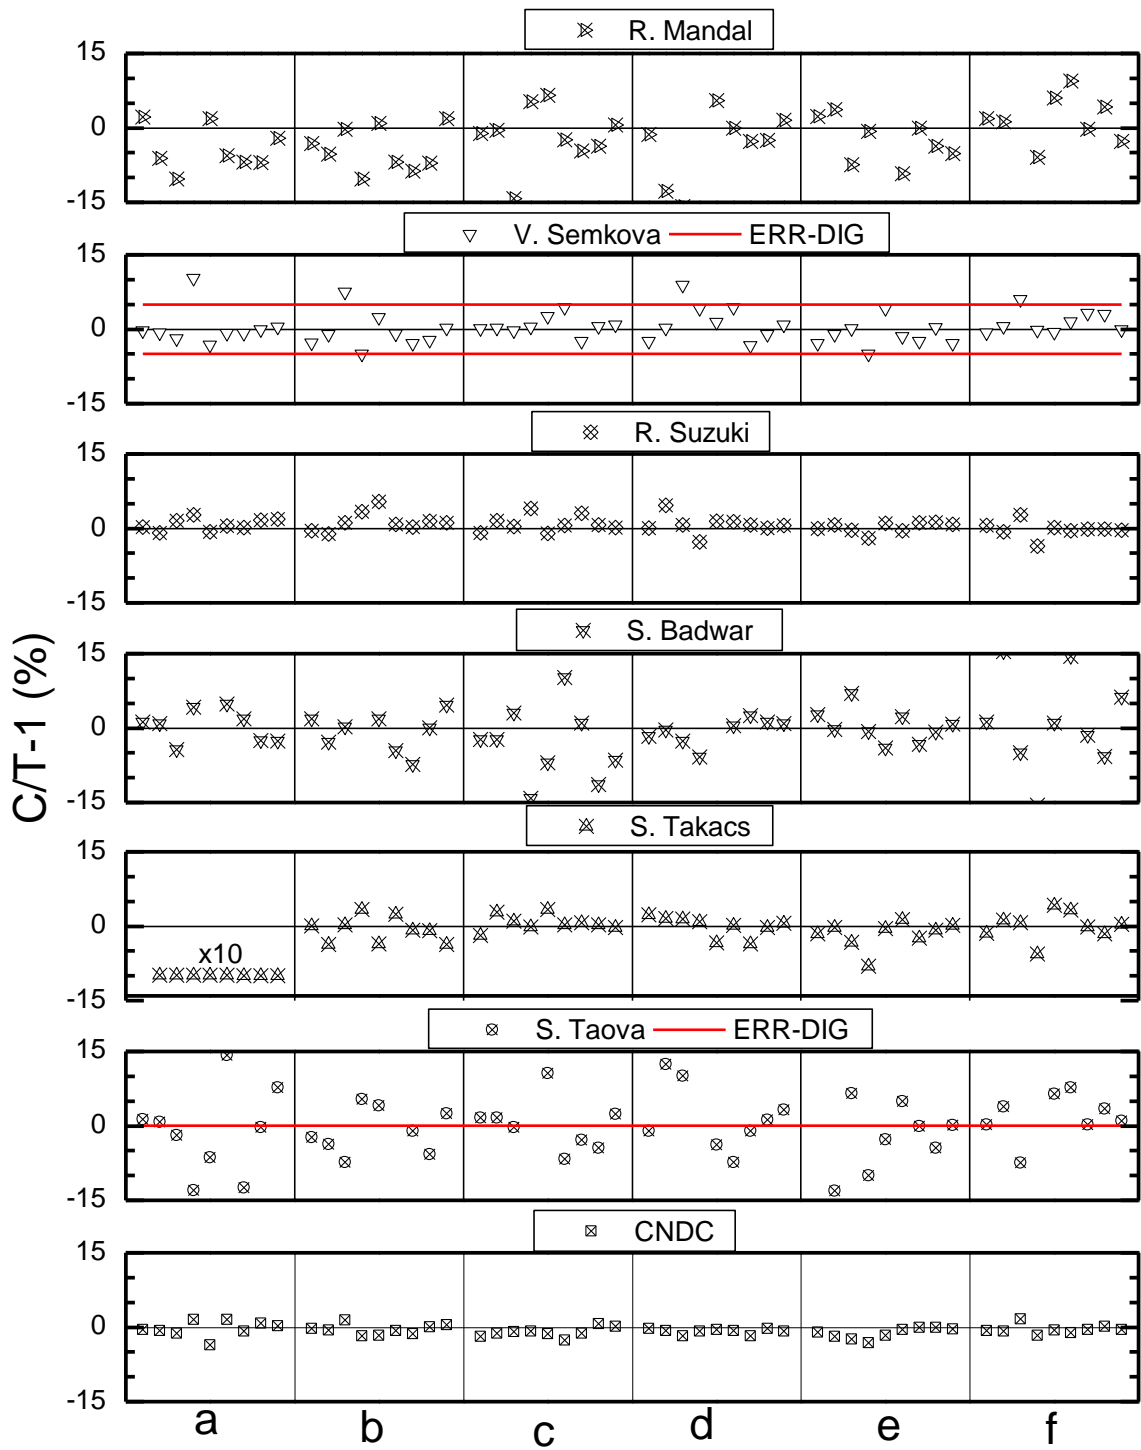 R. Mandal
15
0
-15
V. Semkova ERR-DIG
15
0
-15
R. Suzuki
15
0
-15
S. Badwar
15
0
-15
C/T-1 (%)
S. Takacs
15
0
x10
-15
S. Taova ERR-DIG
15
0
-15
CNDC
15
0
-15
a b c d e f